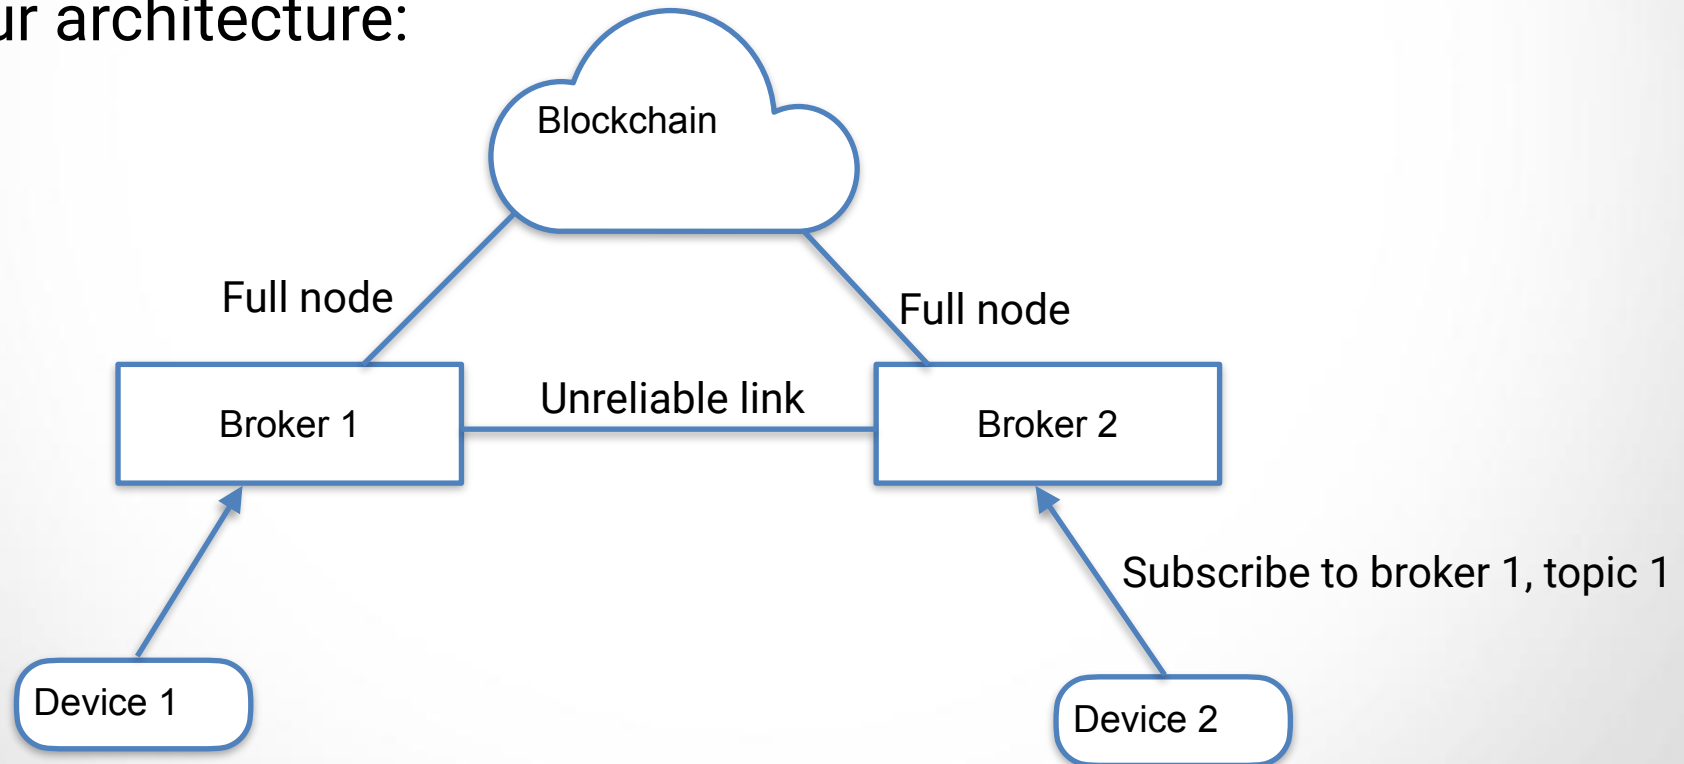 ur architecture:
Blockchain
Full node
Full node
Unreliable link
Broker 1
Broker 2
Subscribe to broker 1, topic 1
Device 1
Device 2